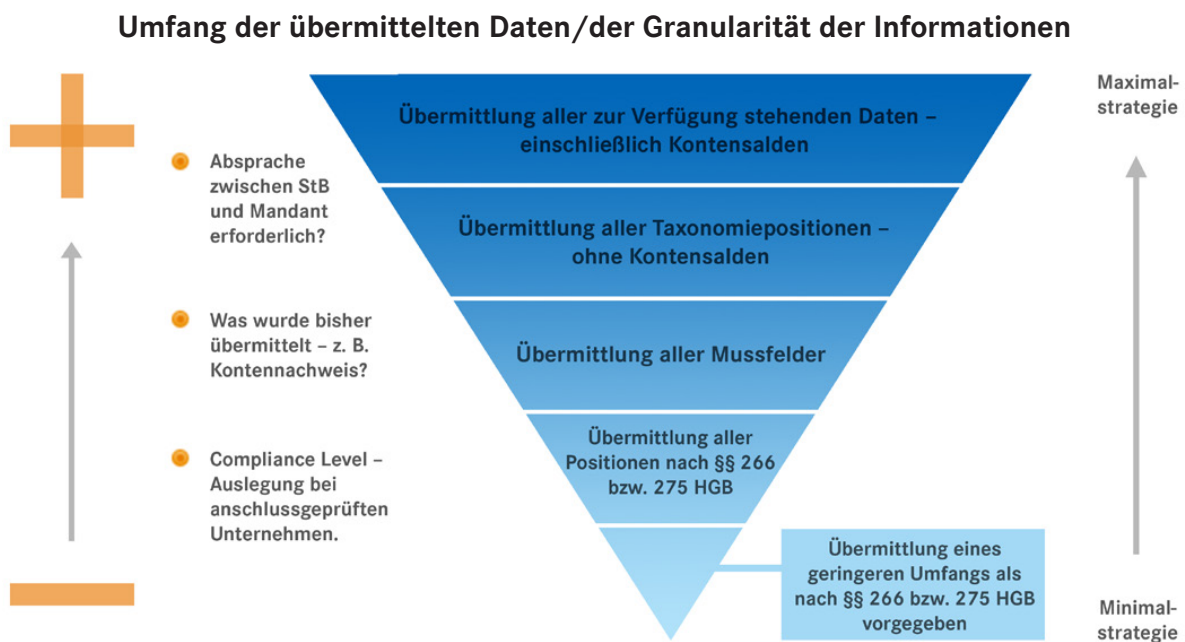 Umfang der übermittelten Daten/der Granularität der Informationen
Maximal-
strategie
Übermittlung aller zur Verfügung stehenden Daten –
einschließlich Kontensalden
Absprache
zwischen StB
und Mandant
erforderlich?
Übermittlung aller Taxonomiepositionen –
ohne Kontensalden
Was wurde bisher
übermittelt – z. B.
Kontennachweis?
Übermittlung aller Mussfelder
Compliance Level –
Auslegung bei
anschlussgeprüften
Unternehmen.
Übermittlung aller
Positionen nach §§ 266
bzw. 275 HGB
Übermittlung eines
geringeren Umfangs als
nach §§ 266 bzw. 275 HGB
vorgegeben
Minimal-
strategie